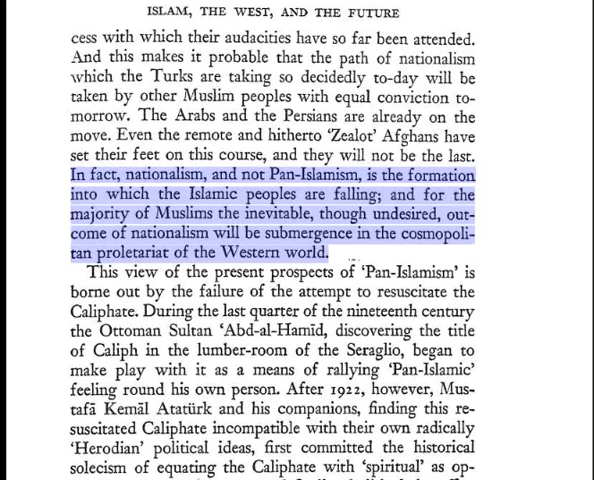 ISLAM, THE WEST, AND THE FUTURE
cess with which their audacities have so far been attended.
And this makes it probable that the path of nationalism
which the Turks are taking so decidedly to-day will be
taken by other Muslim peoples with equal conviction to-
morrow. The Arabs and the Persians are already on the
move. Even the remote and hitherto 'Zealot' Afghans have
set their feet on this course, and they will not be the last.
In fact, nationalism, and not Pan-Islamism, is the formation
into which the Islamic peoples are falling; and for the
majority of Muslims the inevitable, though undesired, out-
come of nationalism will be submergence in the cosmopoli-
tan proletariat of the Western world.
This view of the present prospects of 'Pan-Islamism' is
borne out by the failure of the attempt to resuscitate the
Caliphate. During the last quarter of the nineteenth century
the Ottoman Sultan 'Abd-al-Hamīd, discovering the title
of Caliph in the lumber-room of the Seraglio, began to
make play with it as a means of rallying 'Pan-Islamic'
feeling round his own person. After 1922, however, Mus-
tafā Kemāl Atatürk and his companions, finding this re-
suscitated Caliphate incompatible with their own radically
'Herodian' political ideas, first committed the historical
solecism of equating the Caliphate with 'spiritual' as op-